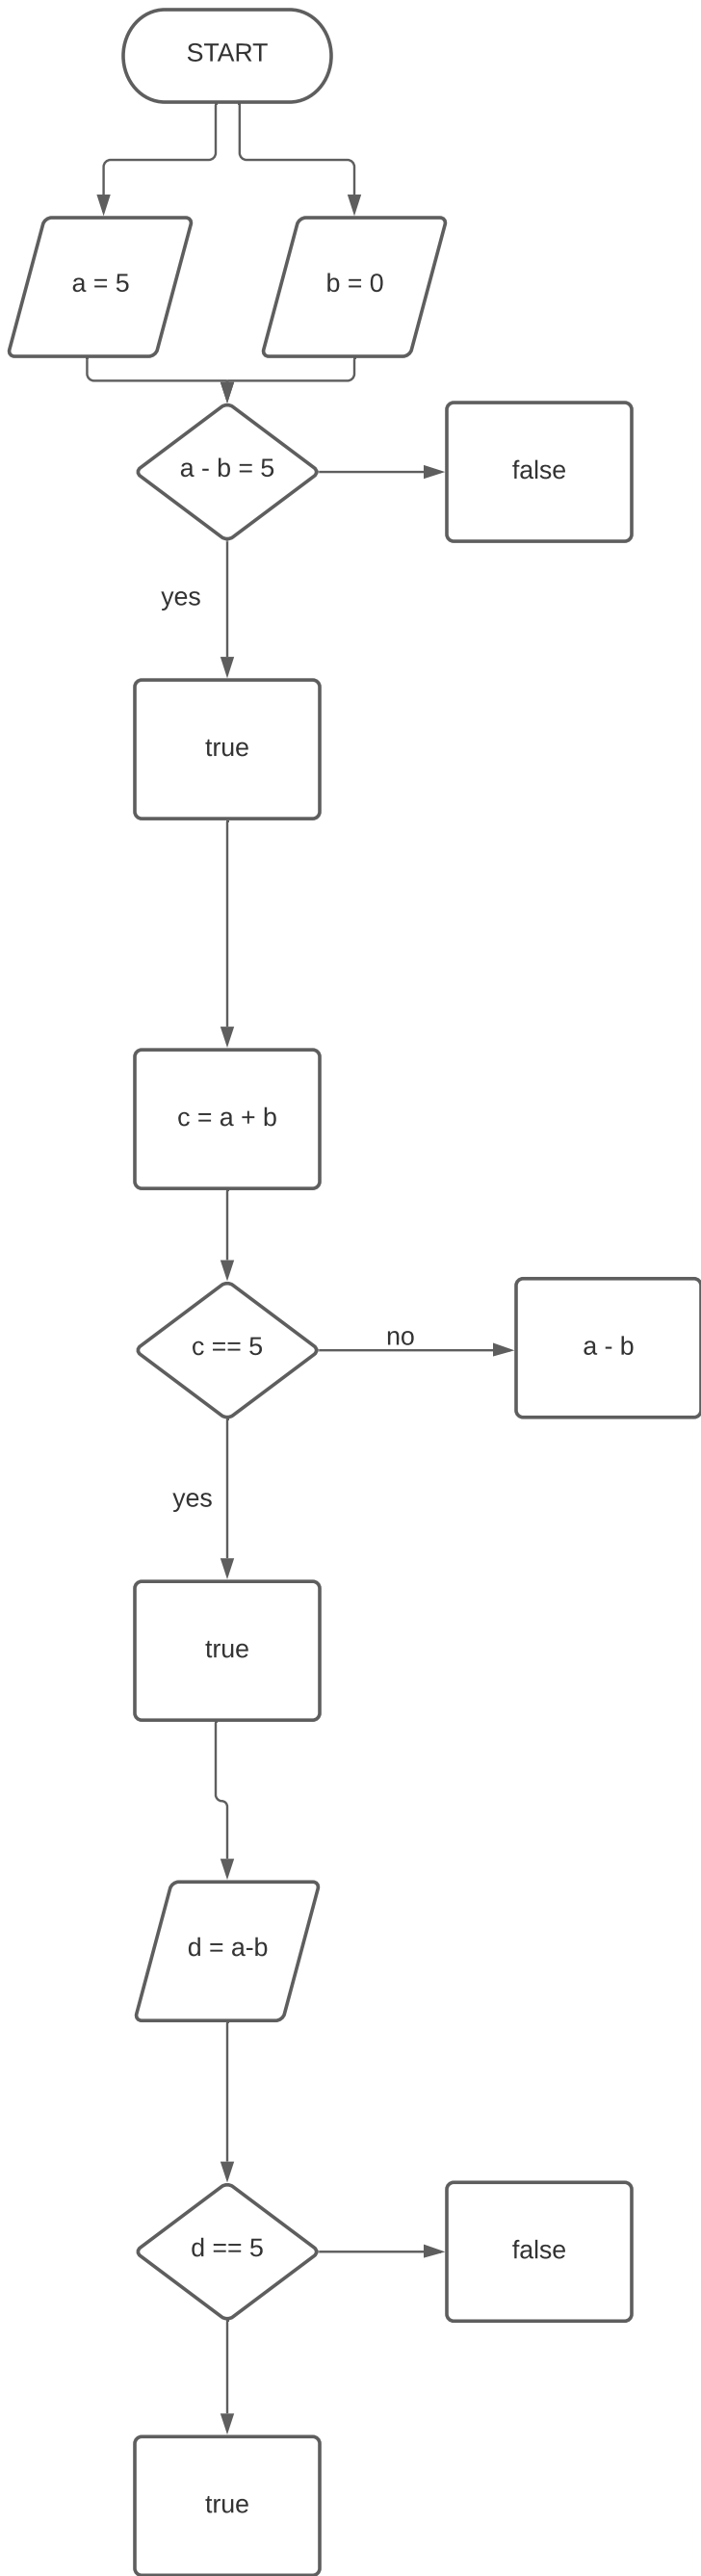 START
a = 5
b = 0
a - b = 5
false
yes
true
c = a + b
c == 5
no
a - b
yes
true
d = a-b
d == 5
false
true